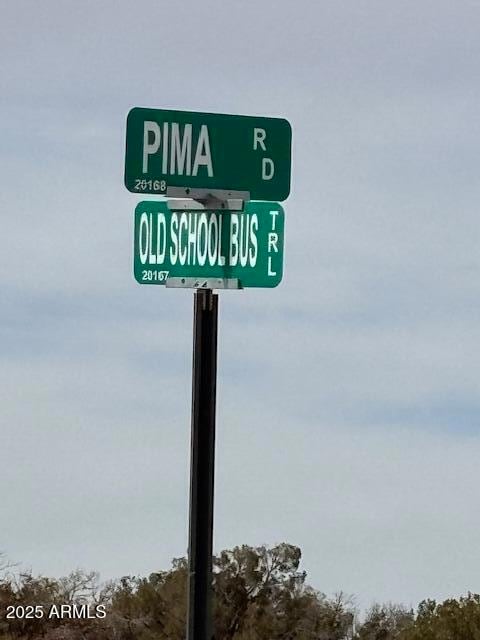 PIMA RD
20168
OLD SCHOOL BUS TRL
20167
2025 ARMLS